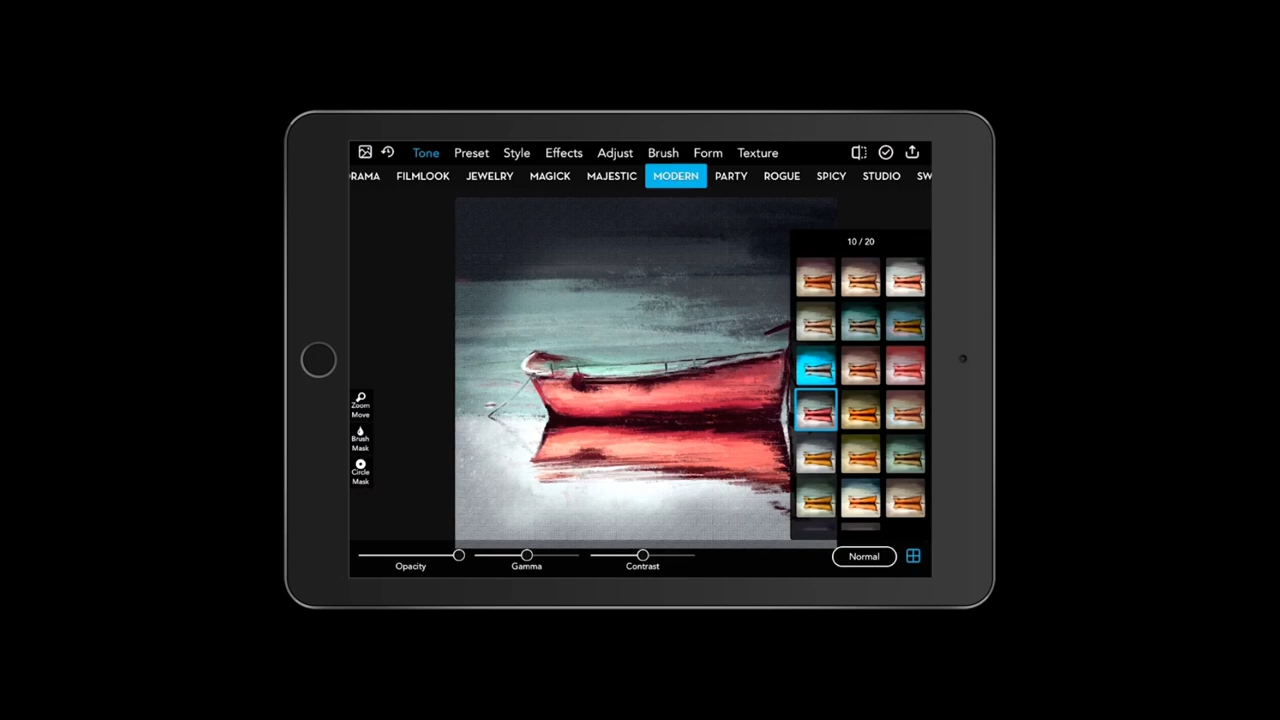 Tone Preset Style Effects Adjust Brush Form Texture
RAMA FILMLOOK JEWELRY MAGICK MAJESTIC MODERN PARTY ROGUE SPICY STUDIO SW
10 / 20
Zoom
Move
Brush
Mask
Circle
Mask
Opacity Gamma Contrast
Normal